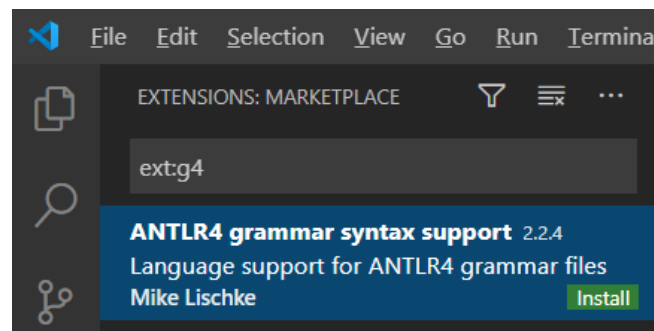 File Edit Selection View Go Run Termina
EXTENSIONS: MARKETPLACE
ext:g4
ANTLR4 grammar syntax support 2.2.4
Language support for ANTLR4 grammar files
Mike Lischke Install